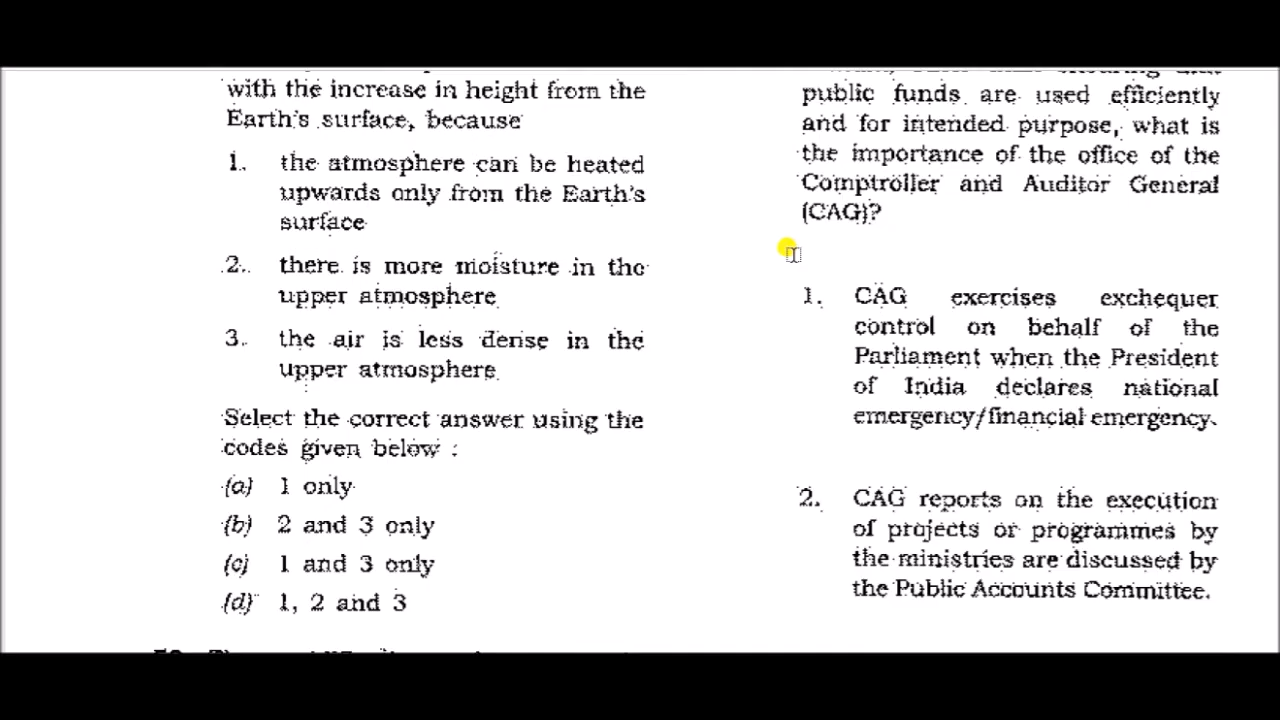 with the increase in height from the
Earth's surface, because
1. the atmosphere can be heated
upwards only from the Earth's
surface
2. there is more moisture in the
upper atmosphere
3. the air is less dense in the
upper atmosphere
Select the correct answer using the
codes given below :
(a) 1 only
(b) 2 and 3 only
(c) 1 and 3 only
(d) 1, 2 and 3
public funds are used efficiently
and for intended purpose, what is
the importance of the office of the
Comptroller and Auditor General
(CAG)?
1. CAG exercises exchequer
control on behalf of the
Parliament when the President
of India declares national
emergency/financial emergency.
2. CAG reports on the execution
of projects or programmes by
the ministries are discussed by
the Public Accounts Committee.